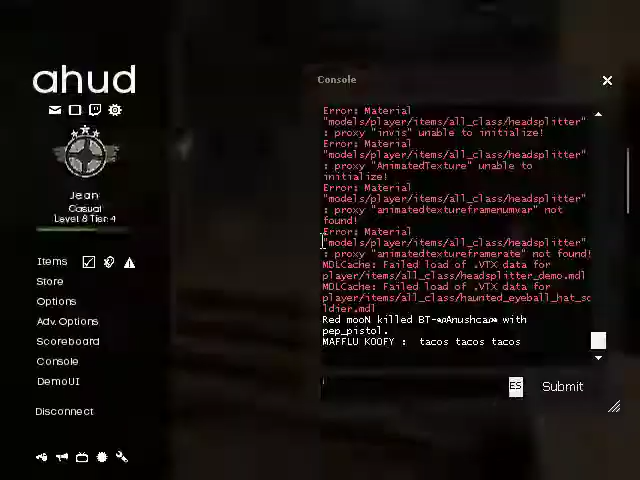 ahud
Console
Jean
Casual
Level 8 Tier 4
Items
Store
Options
Adv. Options
Scoreboard
Console
DemoUI
Disconnect
Error: Material
"models/player/items/all_class/headsplitter"
: proxy "invis" unable to initialize!
Error: Material
"models/player/items/all_class/headsplitter"
: proxy "AnimatedTexture" unable to
initialize!
Error: Material
"models/player/items/all_class/headsplitter"
: proxy "animatedtextureframenumvar" not
found!
Error: Material
"models/player/items/all_class/headsplitter"
: proxy "animatedtextureframerate" not found!
MDLCache: Failed load of .VTX data for
player/items/all_class/headsplitter_demo.mdl
MDLCache: Failed load of .VTX data for
player/items/all_class/haunted_eyeball_hat_so
ldier.mdl
Red mooN killed with
pep_pistol.
MAFFLU KOOFY : tacos tacos tacos
ES
Submit